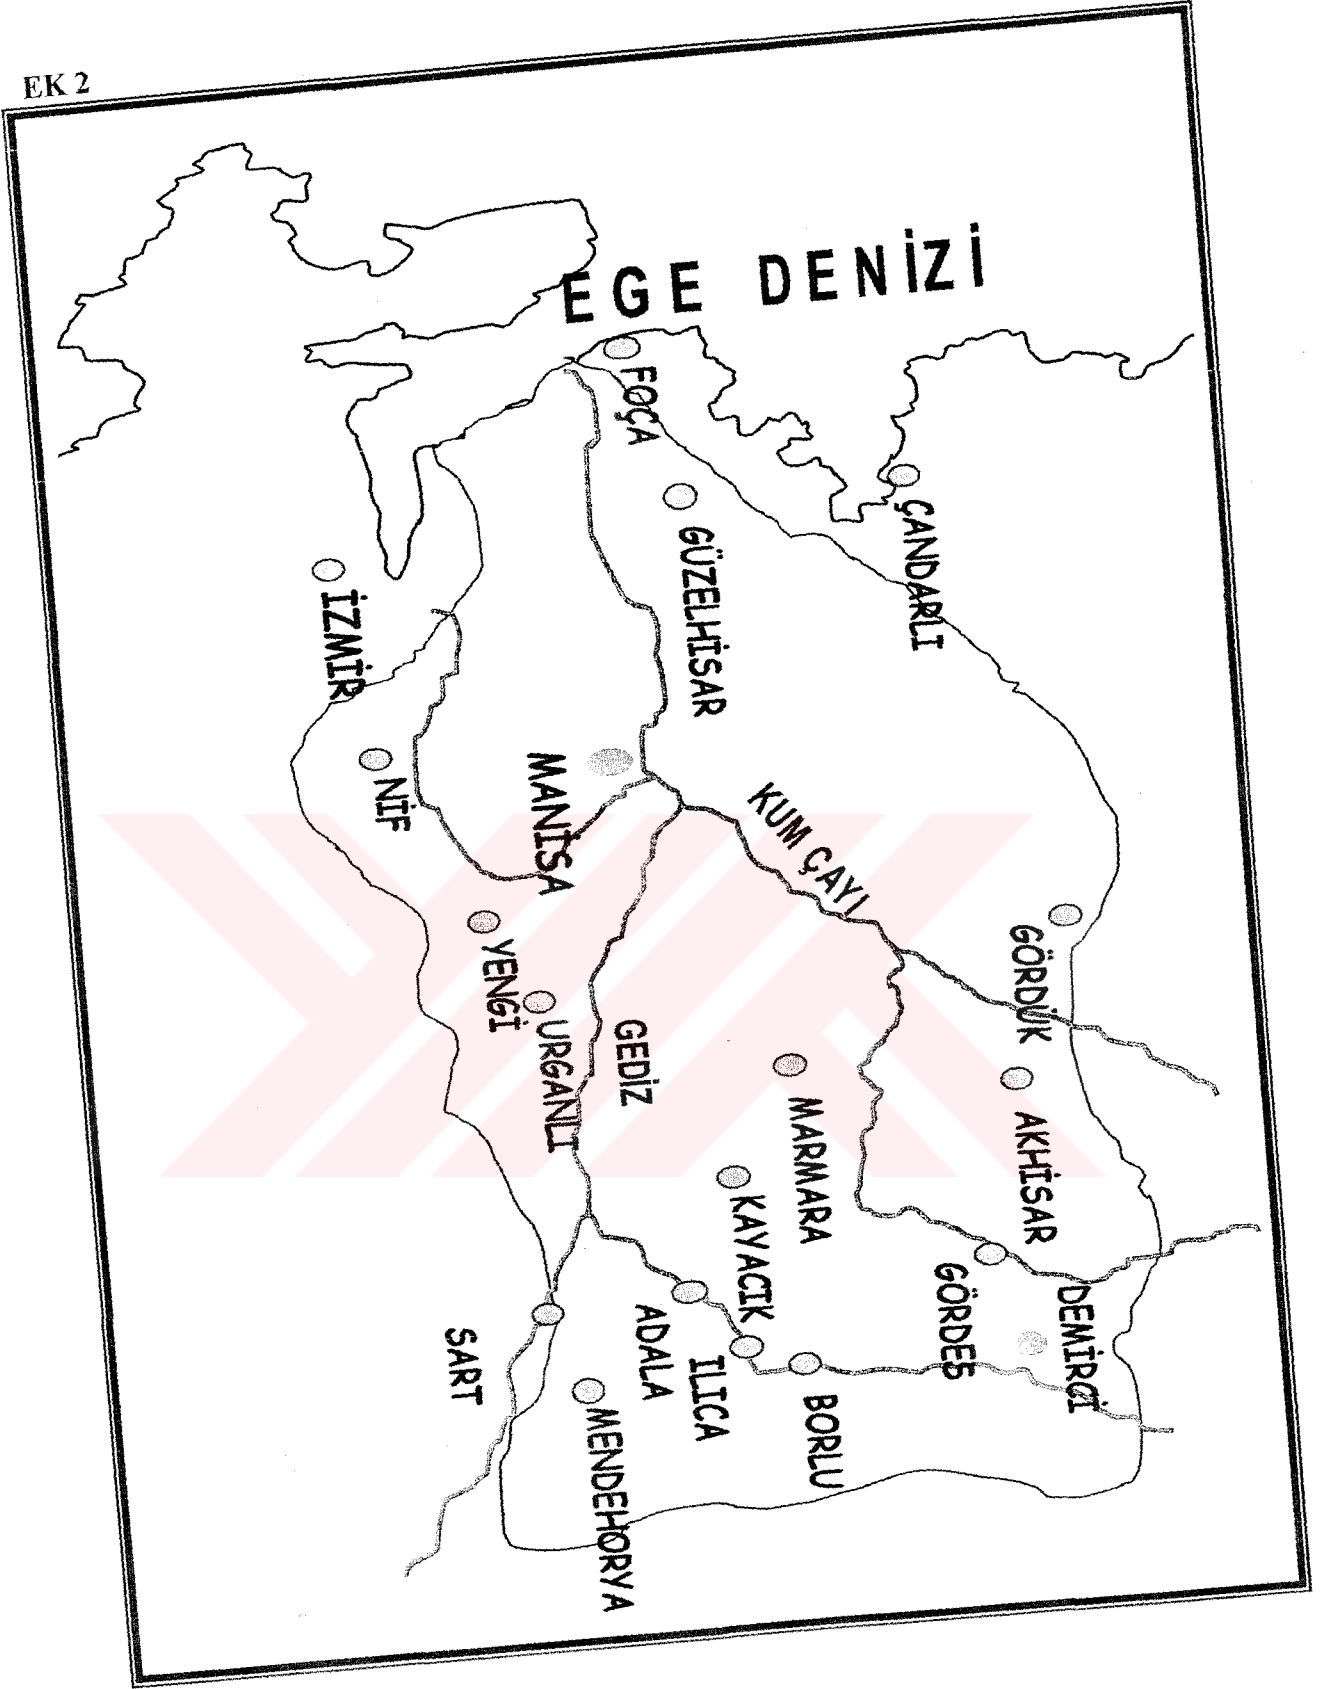 EK 2
EGE DENİZİ
FOÇA
ÇANDARLI
GÜZELHİSAR
İZMİR
NİF
MANİSA
KUM ÇAYI
GÖRDÜK
YENGİ
URGANLI
GEDİZ
MARMARA
AKHİSAR
KAYACIK
GÖRDES
DEMİRCİ
ADALA
ILICA
BORLU
SART
MENDEHORYA